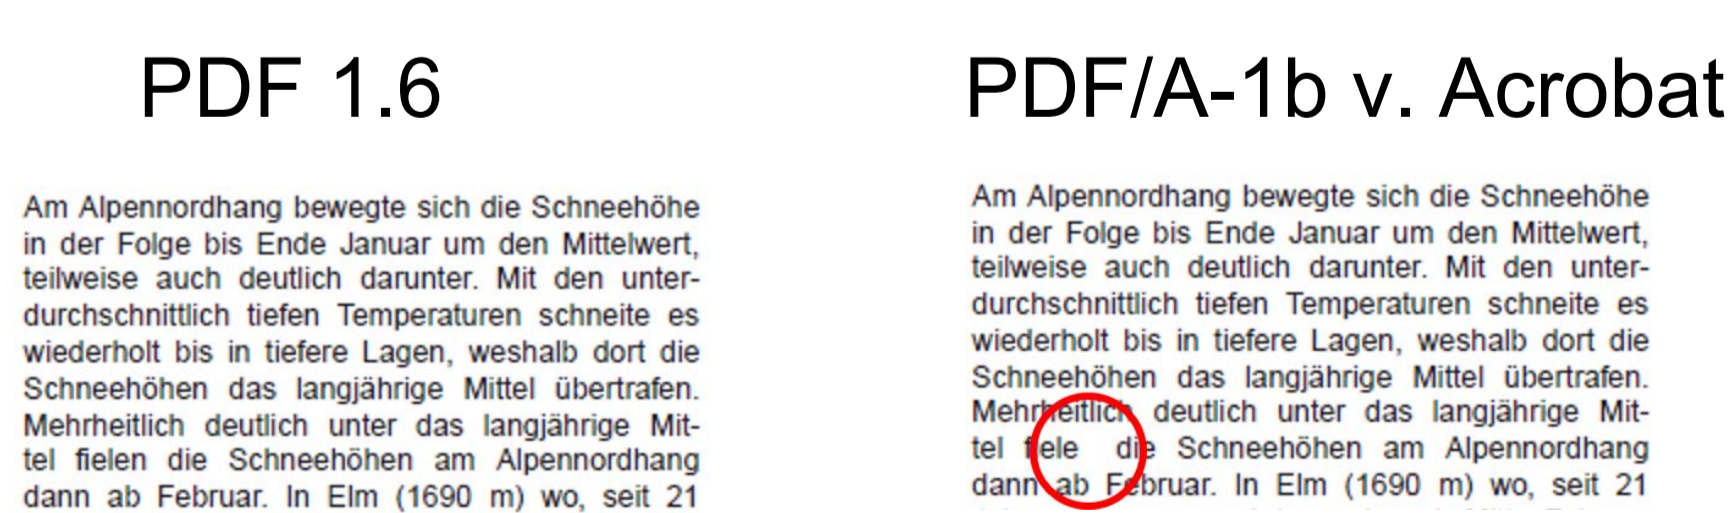 PDF 1.6
Am Alpennordhang bewegte sich die Schneehöhe
in der Folge bis Ende Januar um den Mittelwert,
teilweise auch deutlich darunter. Mit den unter-
durchschnittlich tiefen Temperaturen schneite es
wiederholt bis in tiefere Lagen, weshalb dort die
Schneehöhen das langjährige Mittel übertrafen.
Mehrheitlich deutlich unter das langjährige Mit-
tel fielen die Schneehöhen am Alpennordhang
dann ab Februar. In Elm (1690 m) wo, seit 21
PDF/A-1b v. Acrobat
Am Alpennordhang bewegte sich die Schneehöhe
in der Folge bis Ende Januar um den Mittelwert,
teilweise auch deutlich darunter. Mit den unter-
durchschnittlich tiefen Temperaturen schneite es
wiederholt bis in tiefere Lagen, weshalb dort die
Schneehöhen das langjährige Mittel übertrafen.
Mehrheitlich deutlich unter das langjährige Mit-
tel fiele die Schneehöhen am Alpennordhang
dann ab Februar. In Elm (1690 m) wo, seit 21